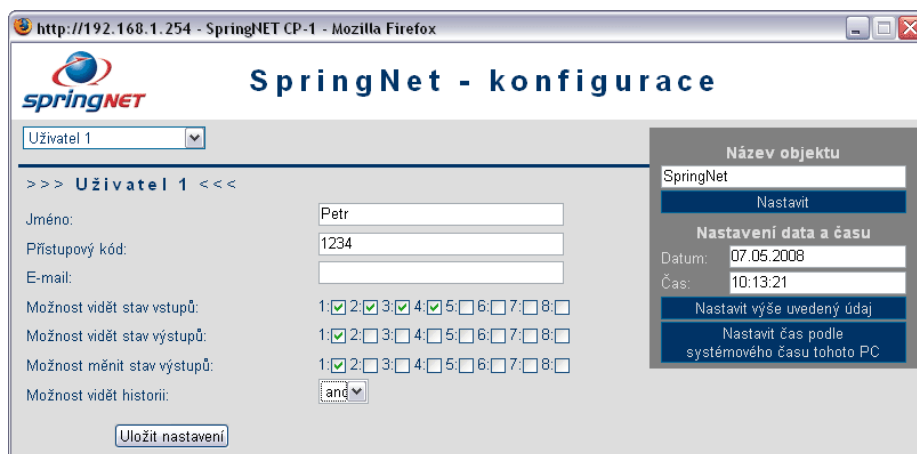 http://192.168.1.254 - SpringNET CP-1 - Mozilla Firefox
springNET
SpringNet - konfigurace
Uživatel 1
>>> Uživatel 1 <<<
Jméno: Petr
Přístupový kód: 1234
E-mail:
Možnost vidět stav vstupů: 1: 2: 3: 4: 5: 6: 7: 8:
Možnost vidět stav výstupů: 1: 2: 3: 4: 5: 6: 7: 8:
Možnost měnit stav výstupů: 1: 2: 3: 4: 5: 6: 7: 8:
Možnost vidět historii: ano
Uložit nastavení
Název objektu
SpringNet
Nastavit
Nastavení data a času
Datum: 07.05.2008
Čas: 10:13:21
Nastavit výše uvedený údaj
Nastavit čas podle
systémového času tohoto PC